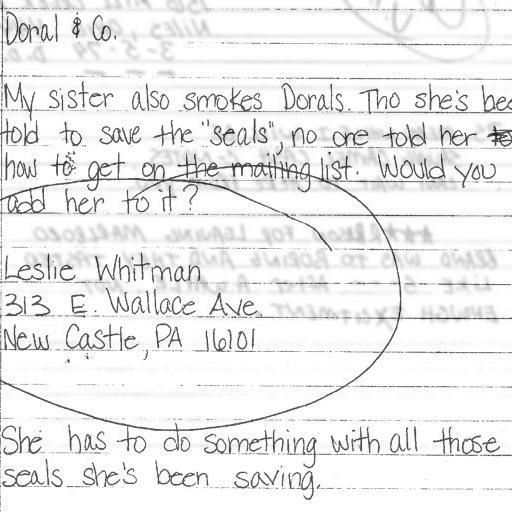 Doral & Co.
My sister also smokes Dorals. Tho she's bee
told to save the "seals", no one told her to
how to get on the mailing list. Would you
add her to it?
Leslie Whitman
313 E. Wallace Ave.
New Castle, PA 16101
She has to do something with all those
seals she's been saving.